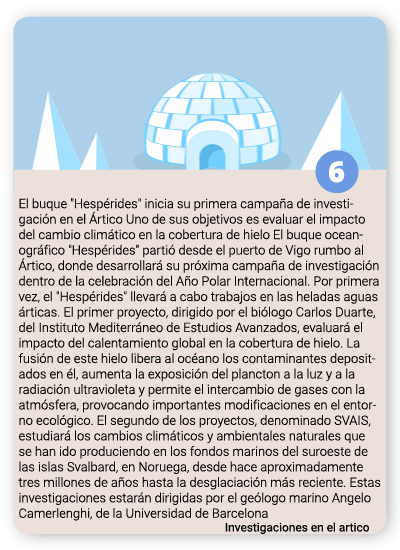 6
El buque "Hespérides" inicia su primera campaña de investi-
gación en el Ártico Uno de sus objetivos es evaluar el impacto
del cambio climático en la cobertura de hielo El buque ocean-
ográfico "Hespérides" partió desde el puerto de Vigo rumbo al
Ártico, donde desarrollará su próxima campaña de investigación
dentro de la celebración del Año Polar Internacional. Por primera
vez, el "Hespérides" llevará a cabo trabajos en las heladas aguas
árticas. El primer proyecto, dirigido por el biólogo Carlos Duarte,
del Instituto Mediterráneo de Estudios Avanzados, evaluará el
impacto del calentamiento global en la cobertura de hielo. La
fusión de este hielo libera al océano los contaminantes deposit-
ados en él, aumenta la exposición del plancton a la luz y a la
radiación ultravioleta y permite el intercambio de gases con la
atmósfera, provocando importantes modificaciones en el entor-
no ecológico. El segundo de los proyectos, denominado SVAIS,
estudiará los cambios climáticos y ambientales naturales que
se han ido produciendo en los fondos marinos del suroeste de
las islas Svalbard, en Noruega, desde hace aproximadamente
tres millones de años hasta la desglaciación más reciente. Estas
investigaciones estarán dirigidas por el geólogo marino Angelo
Camerlenghi, de la Universidad de Barcelona
Investigaciones en el artico